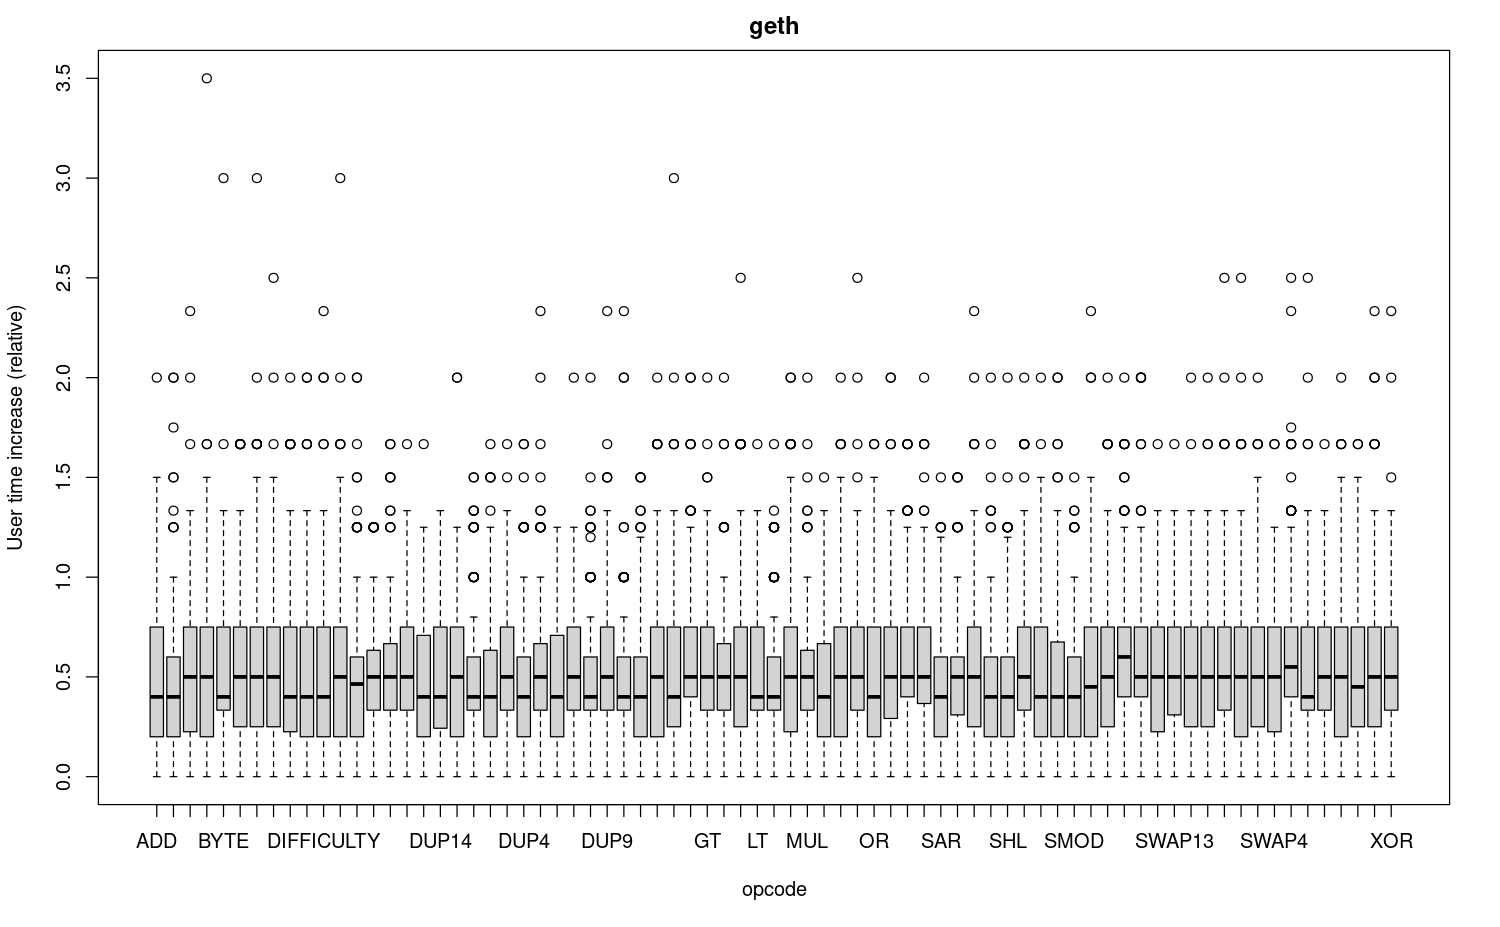 geth
User time increase (relative)
3.5
3.0
2.5
2.0
1.5
1.0
0.5
0.0
ADD BYTE DIFFICULTY DUP14 DUP4 DUP9 GT LT MUL OR SAR SHL SMOD SWAP13 SWAP4 XOR
opcode